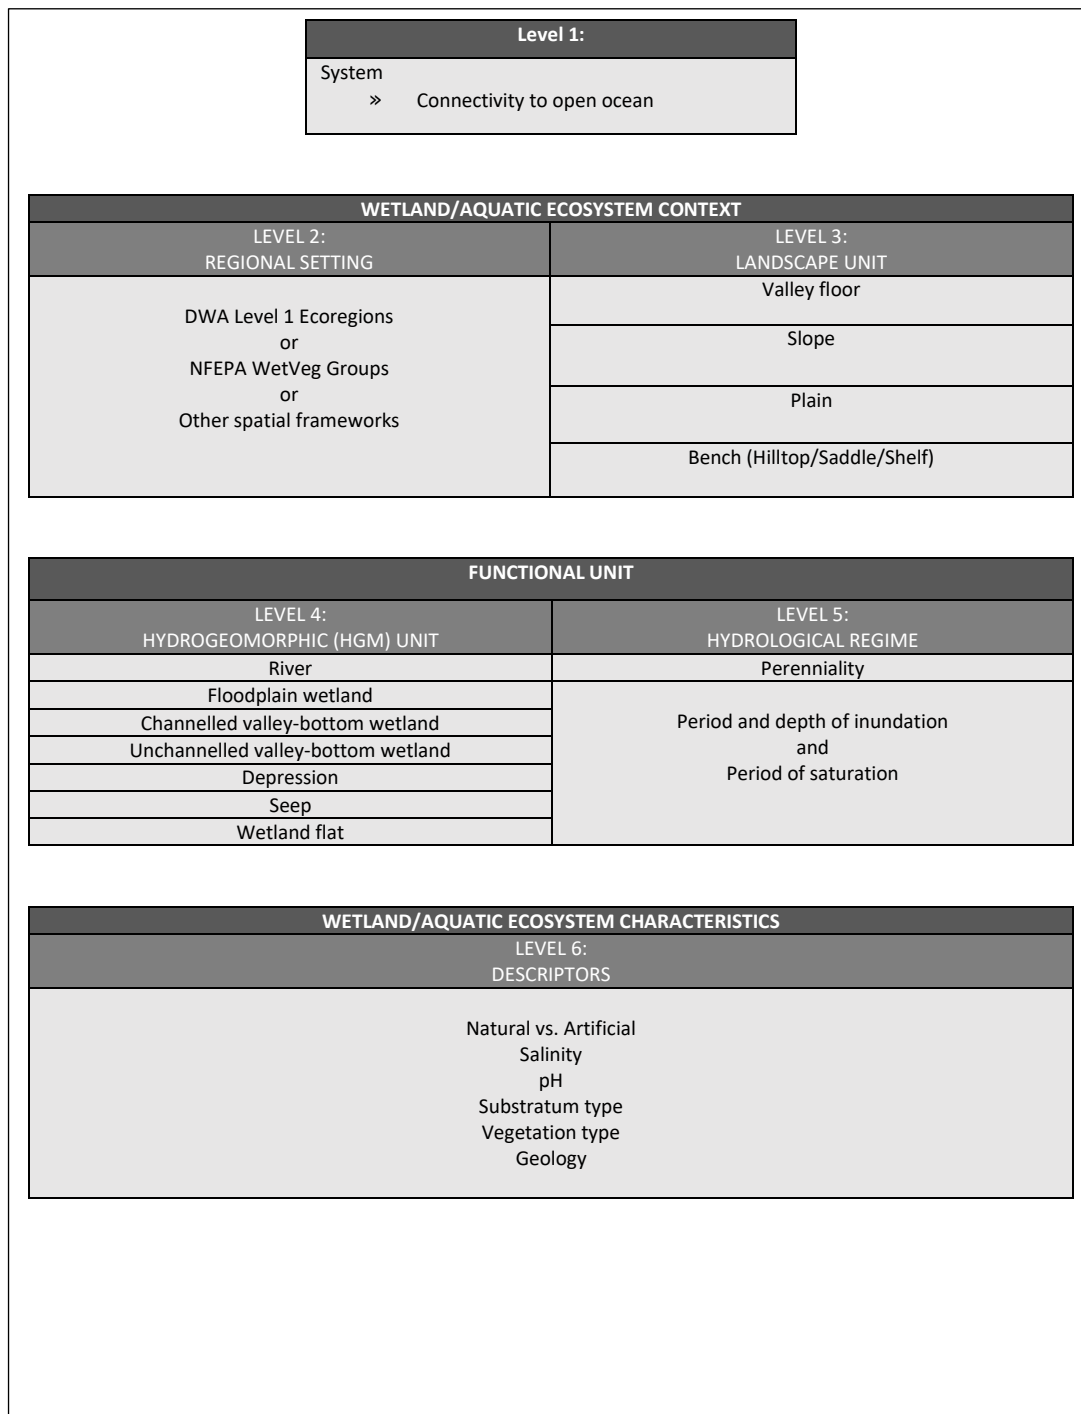 Level 1:
System
» Connectivity to open ocean
WETLAND/AQUATIC ECOSYSTEM CONTEXT
LEVEL 2:
REGIONAL SETTING
LEVEL 3:
LANDSCAPE UNIT
DWA Level 1 Ecoregions
or
NFEPA WetVeg Groups
or
Other spatial frameworks
Valley floor
Slope
Plain
Bench (Hilltop/Saddle/Shelf)
FUNCTIONAL UNIT
LEVEL 4:
HYDROGEOMORPHIC (HGM) UNIT
LEVEL 5:
HYDROLOGICAL REGIME
River
Perenniality
Floodplain wetland
Channelled valley-bottom wetland
Unchannelled valley-bottom wetland
Depression
Seep
Wetland flat
Period and depth of inundation
and
Period of saturation
WETLAND/AQUATIC ECOSYSTEM CHARACTERISTICS
LEVEL 6:
DESCRIPTORS
Natural vs. Artificial
Salinity
pH
Substratum type
Vegetation type
Geology